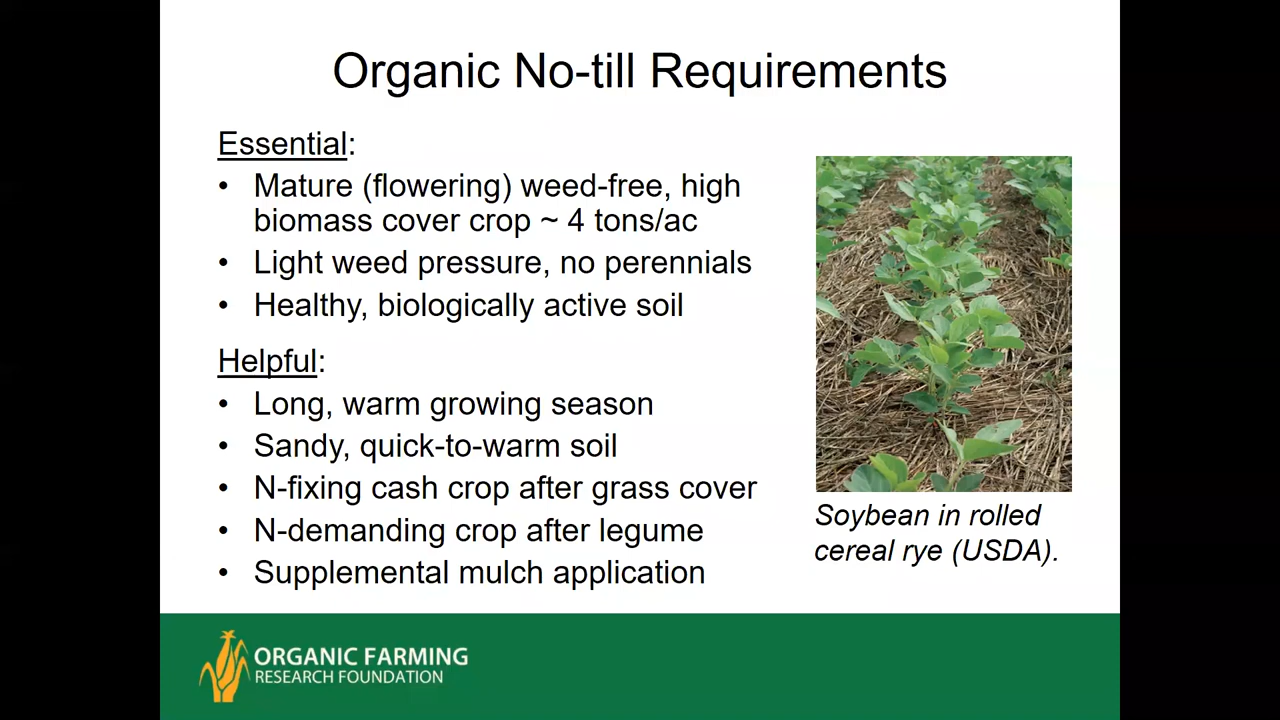 Organic No-till Requirements
Essential:
• Mature (flowering) weed-free, high
biomass cover crop ~ 4 tons/ac
• Light weed pressure, no perennials
• Healthy, biologically active soil
Helpful:
• Long, warm growing season
• Sandy, quick-to-warm soil
• N-fixing cash crop after grass cover
• N-demanding crop after legume
• Supplemental mulch application
Soybean in rolled
cereal rye (USDA).
ORGANIC FARMING
RESEARCH FOUNDATION